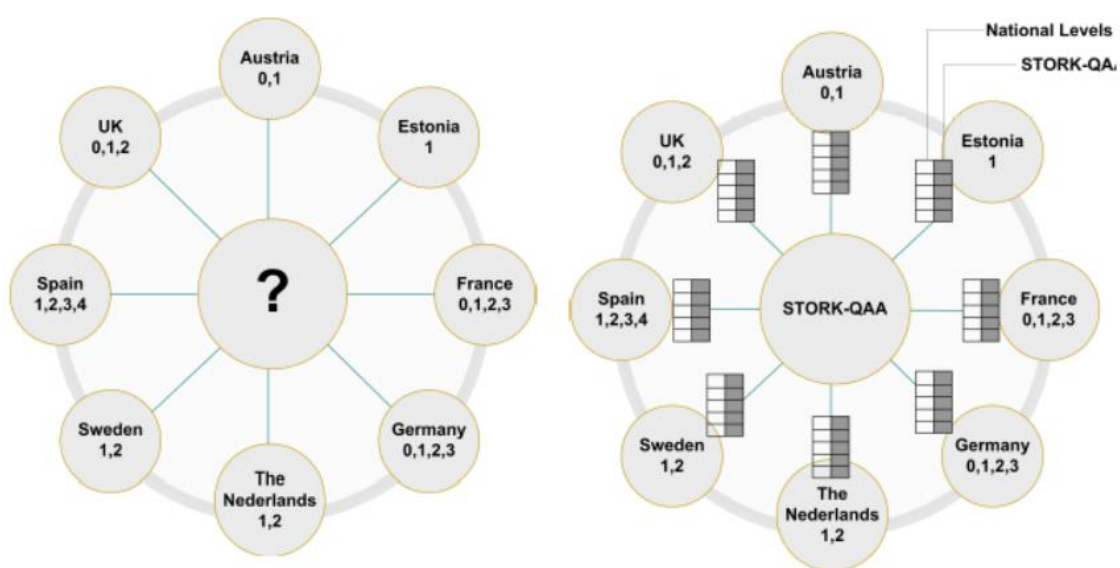 Austria
0,1
UK
0,1,2
Estonia
1
Spain
1,2,3,4
?
France
0,1,2,3
Sweden
1,2
Germany
0,1,2,3
The
Nederlands
1,2
National Levels
STORK-QA
Austria
0,1
UK
0,1,2
Estonia
1
Spain
1,2,3,4
STORK-QAA
France
0,1,2,3
Sweden
1,2
Germany
0,1,2,3
The
Nederlands
1,2